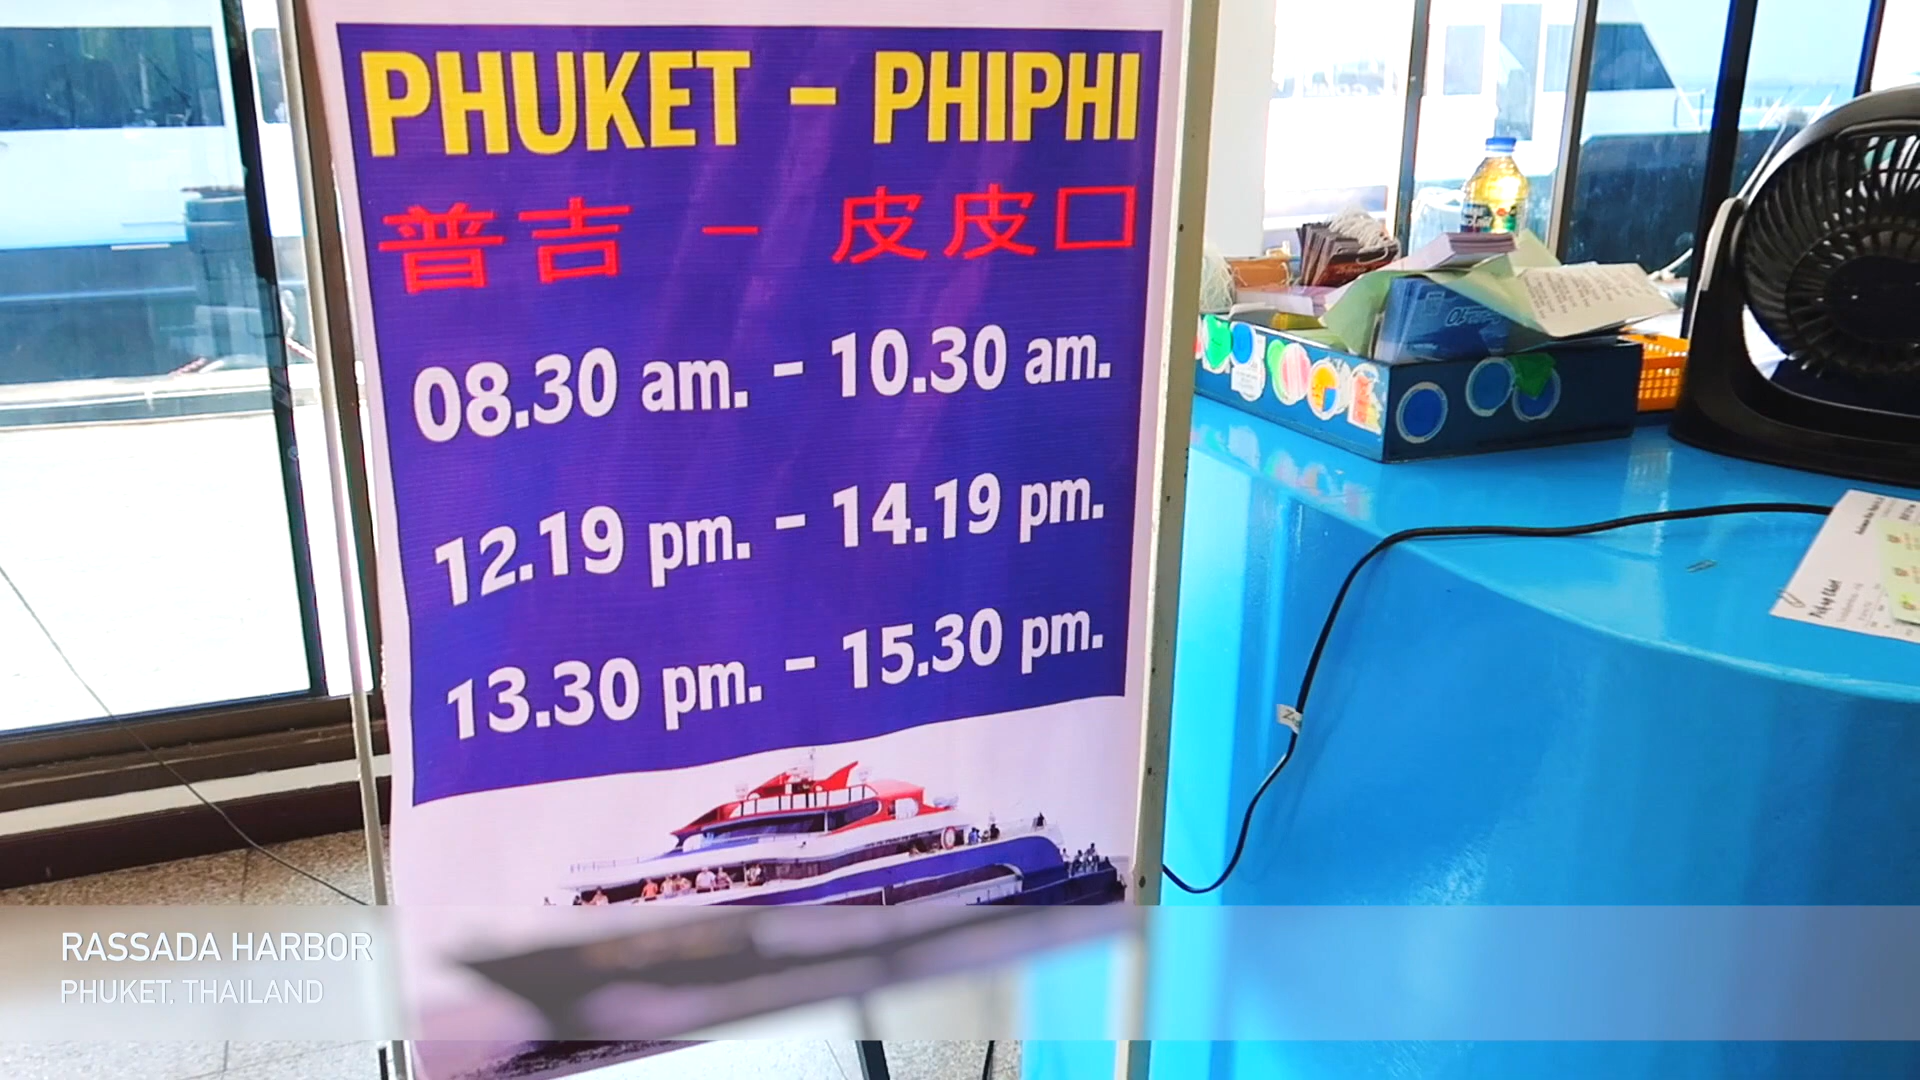 PHUKET - PHIPHI
普吉 - 皮皮口
08.30 am. - 10.30 am.
12.19 pm. - 14.19 pm.
13.30 pm. - 15.30 pm.
RASSADA HARBOR
PHUKET, THAILAND